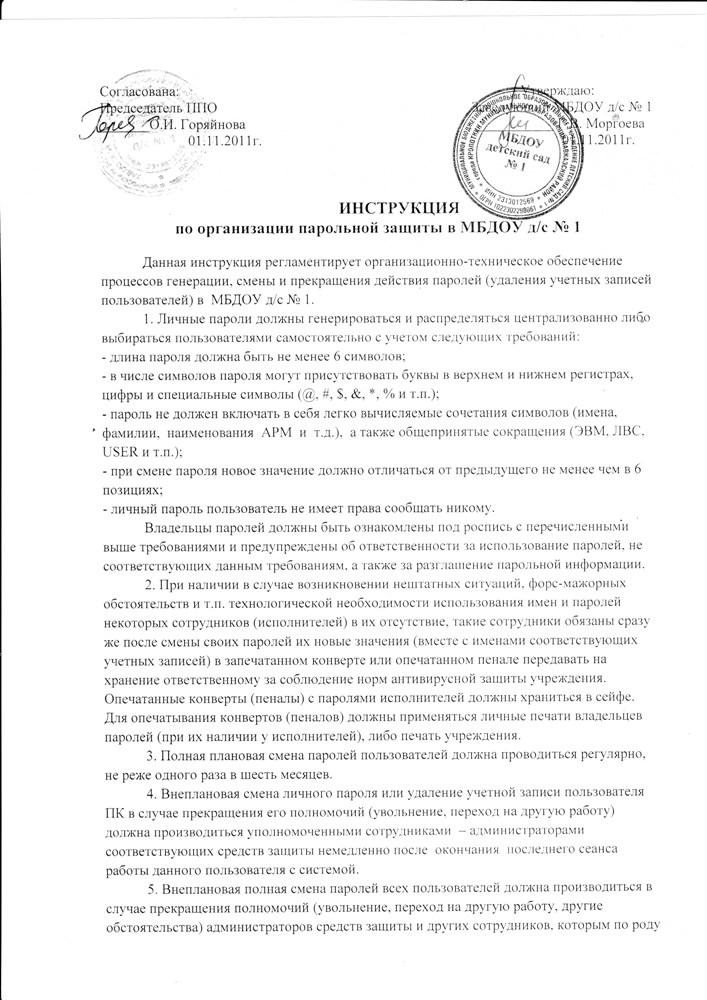 Согласована:
Председатель ППО
О.И. Горяйнова
01.11.2011г.
Утверждаю:
Заведующий МБДОУ д/с № 1
В. Моргоева
11.2011г.
МБДОУ
детский сад
№ 1
ИНСТРУКЦИЯ
по организации парольной защиты в МБДОУ д/с № 1
Данная инструкция регламентирует организационно-техническое обеспечение
процессов генерации, смены и прекращения действия паролей (удаления учетных записей
пользователей) в МБДОУ д/с № 1.
1. Личные пароли должны генерироваться и распределяться централизованно либо
выбираться пользователями самостоятельно с учетом следующих требований:
- длина пароля должна быть не менее 6 символов;
- в числе символов пароля могут присутствовать буквы в верхнем и нижнем регистрах,
цифры и специальные символы (@, #, $, &, *, % и т.п.);
- пароль не должен включать в себя легко вычисляемые сочетания символов (имена,
фамилии, наименования АРМ и т.д.), а также общепринятые сокращения (ЭВМ, ЛВС,
USER и т.п.);
- при смене пароля новое значение должно отличаться от предыдущего не менее чем в 6
позициях;
- личный пароль пользователь не имеет права сообщать никому.
Владельцы паролей должны быть ознакомлены под роспись с перечисленными
выше требованиями и предупреждены об ответственности за использование паролей, не
соответствующих данным требованиям, а также за разглашение парольной информации.
2. При наличии в случае возникновении нештатных ситуаций, форс-мажорных
обстоятельств и т.п. технологической необходимости использования имен и паролей
некоторых сотрудников (исполнителей) в их отсутствие, такие сотрудники обязаны сразу
же после смены своих паролей их новые значения (вместе с именами соответствующих
учетных записей) в запечатанном конверте или опечатанном пенале передавать на
хранение ответственному за соблюдение норм антивирусной защиты учреждения.
Опечатанные конверты (пеналы) с паролями исполнителей должны храниться в сейфе.
Для опечатывания конвертов (пеналов) должны применяться личные печати владельцев
паролей (при их наличии у исполнителей), либо печать учреждения.
3. Полная плановая смена паролей пользователей должна проводиться регулярно,
не реже одного раза в шесть месяцев.
4. Внеплановая смена личного пароля или удаление учетной записи пользователя
ПК в случае прекращения его полномочий (увольнение, переход на другую работу)
должна производиться уполномоченными сотрудниками – администраторами
соответствующих средств защиты немедленно после окончания последнего сеанса
работы данного пользователя с системой.
5. Внеплановая полная смена паролей всех пользователей должна производиться в
случае прекращения полномочий (увольнение, переход на другую работу, другие
обстоятельства) администраторов средств защиты и других сотрудников, которым по роду